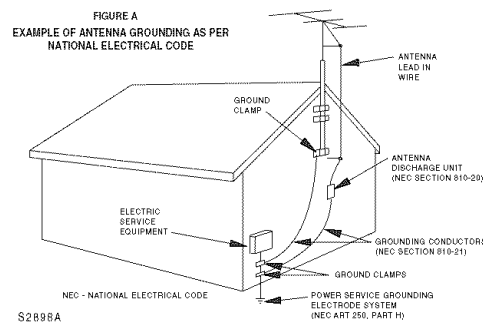 FIGURE A
EXAMPLE OF ANTENNA GROUNDING AS PER
NATIONAL ELECTRICAL CODE
ANTENNA
LEAD IN
WIRE
GROUND
CLAMP
ANTENNA
DISCHARGE UNIT
(NEC SECTION 810-20)
ELECTRIC
SERVICE
EQUIPMENT
GROUNDING CONDUCTORS
(NEC SECTION 810-21)
GROUND CLAMPS
NEC - NATIONAL ELECTRICAL CODE
POWER SERVICE GROUNDING
ELECTRODE SYSTEM
(NEC ART 250, PART H)
S2898A